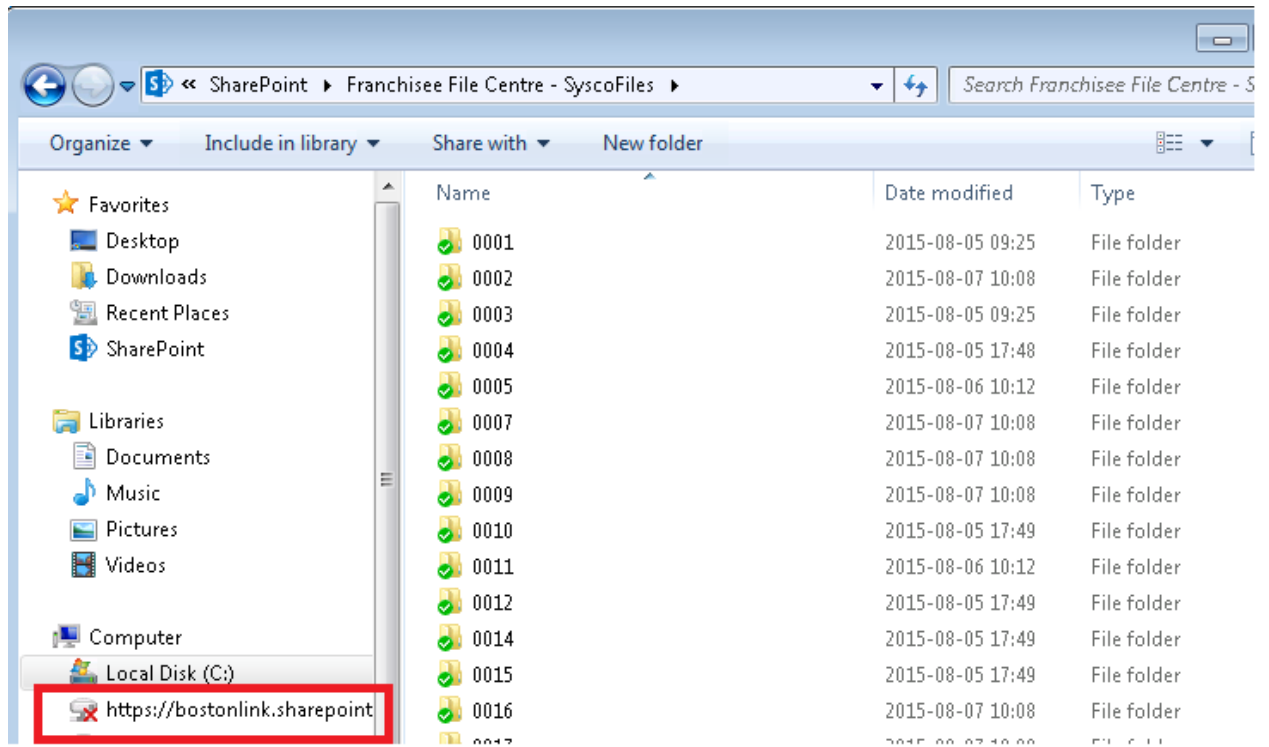 « SharePoint Franchisee File Centre - SyscoFiles Search Franchisee File Centre - S
Organize Include in library Share with New folder
Name Date modified Type
Favorites
Desktop
Downloads
Recent Places
SharePoint
Libraries
Documents
Music
Pictures
Videos
Computer
Local Disk (C:)
https://bostonlink.sharepoint
0001 2015-08-05 09:25 File folder
0002 2015-08-07 10:08 File folder
0003 2015-08-05 09:25 File folder
0004 2015-08-05 17:48 File folder
0005 2015-08-06 10:12 File folder
0007 2015-08-07 10:08 File folder
0008 2015-08-07 10:08 File folder
0009 2015-08-07 10:08 File folder
0010 2015-08-05 17:49 File folder
0011 2015-08-06 10:12 File folder
0012 2015-08-05 17:49 File folder
0014 2015-08-05 17:49 File folder
0015 2015-08-05 17:49 File folder
0016 2015-08-07 10:08 File folder